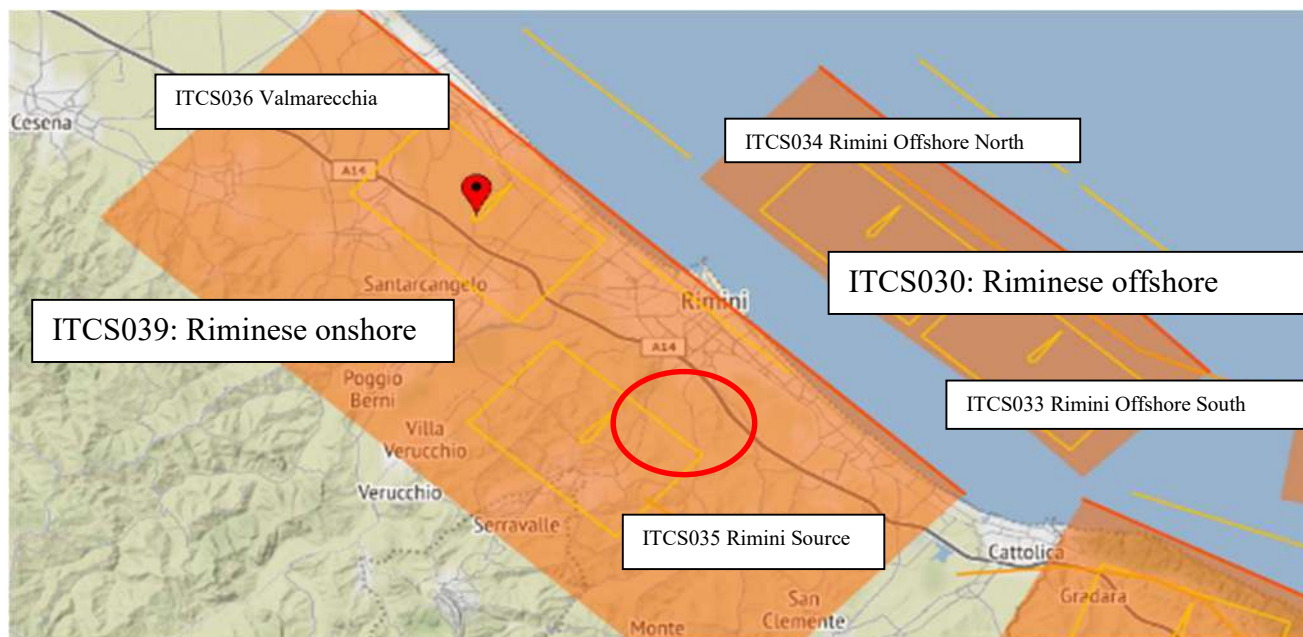 ITCS036 Valmarecchia
Cesena
ITCS034 Rimini Offshore North
A14
Santarcangelo
ITCS030: Riminese offshore
Rimini
ITCS039: Riminese onshore
A14
Poggio
Berni
ITCS033 Rimini Offshore South
Villa
Verucchio
Verucchio
Serravalle
ITCS035 Rimini Source
Cattolica
Gradara
San
Clemente
Monte